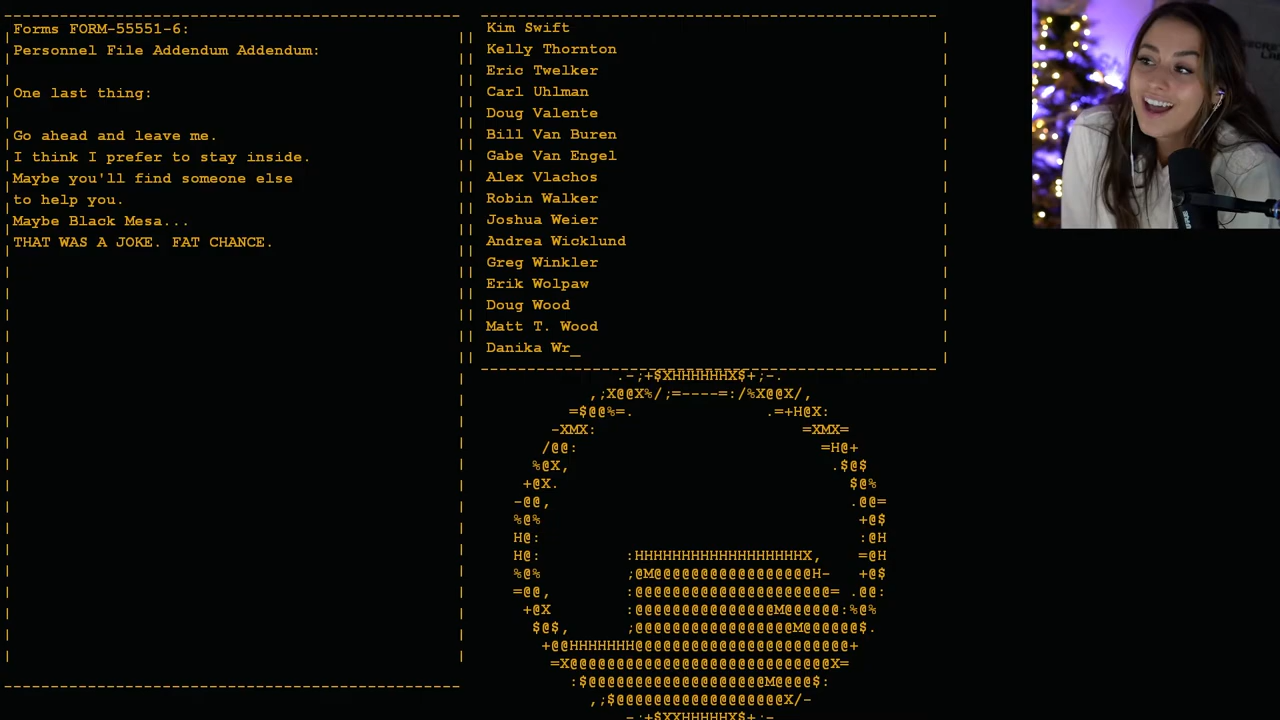 Forms FORM-55551-6:
Personnel File Addendum Addendum:
One last thing:
Go ahead and leave me.
I think I prefer to stay inside.
Maybe you'll find someone else
to help you.
Maybe Black Mesa...
THAT WAS A JOKE. FAT CHANCE.
Kim Swift
Kelly Thornton
Eric Twelker
Carl Uhlman
Doug Valente
Bill Van Buren
Gabe Van Engel
Alex Vlachos
Robin Walker
Joshua Weier
Andrea Wicklund
Greg Winkler
Erik Wolpaw
Doug Wood
Matt T. Wood
Danika Wr_